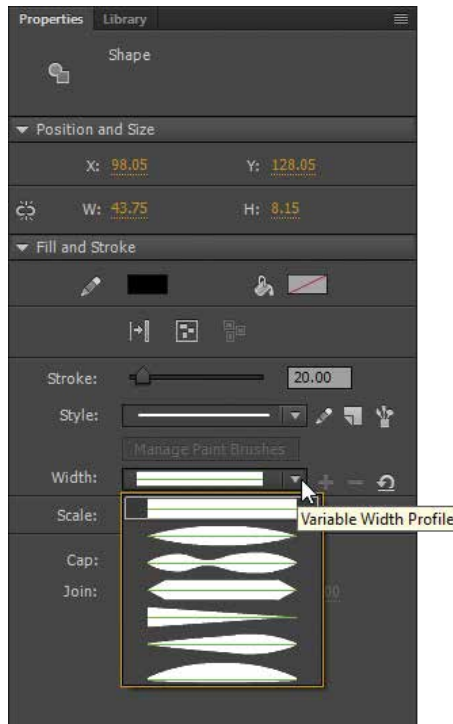 Properties Library
Shape
Position and Size
X: 98.05 Y: 128.05
W: 43.75 H: 8.15
Fill and Stroke
Stroke: 20.00
Style:
Manage Paint Brushes
Width:
Variable Width Profile
Scale:
Cap:
Join: